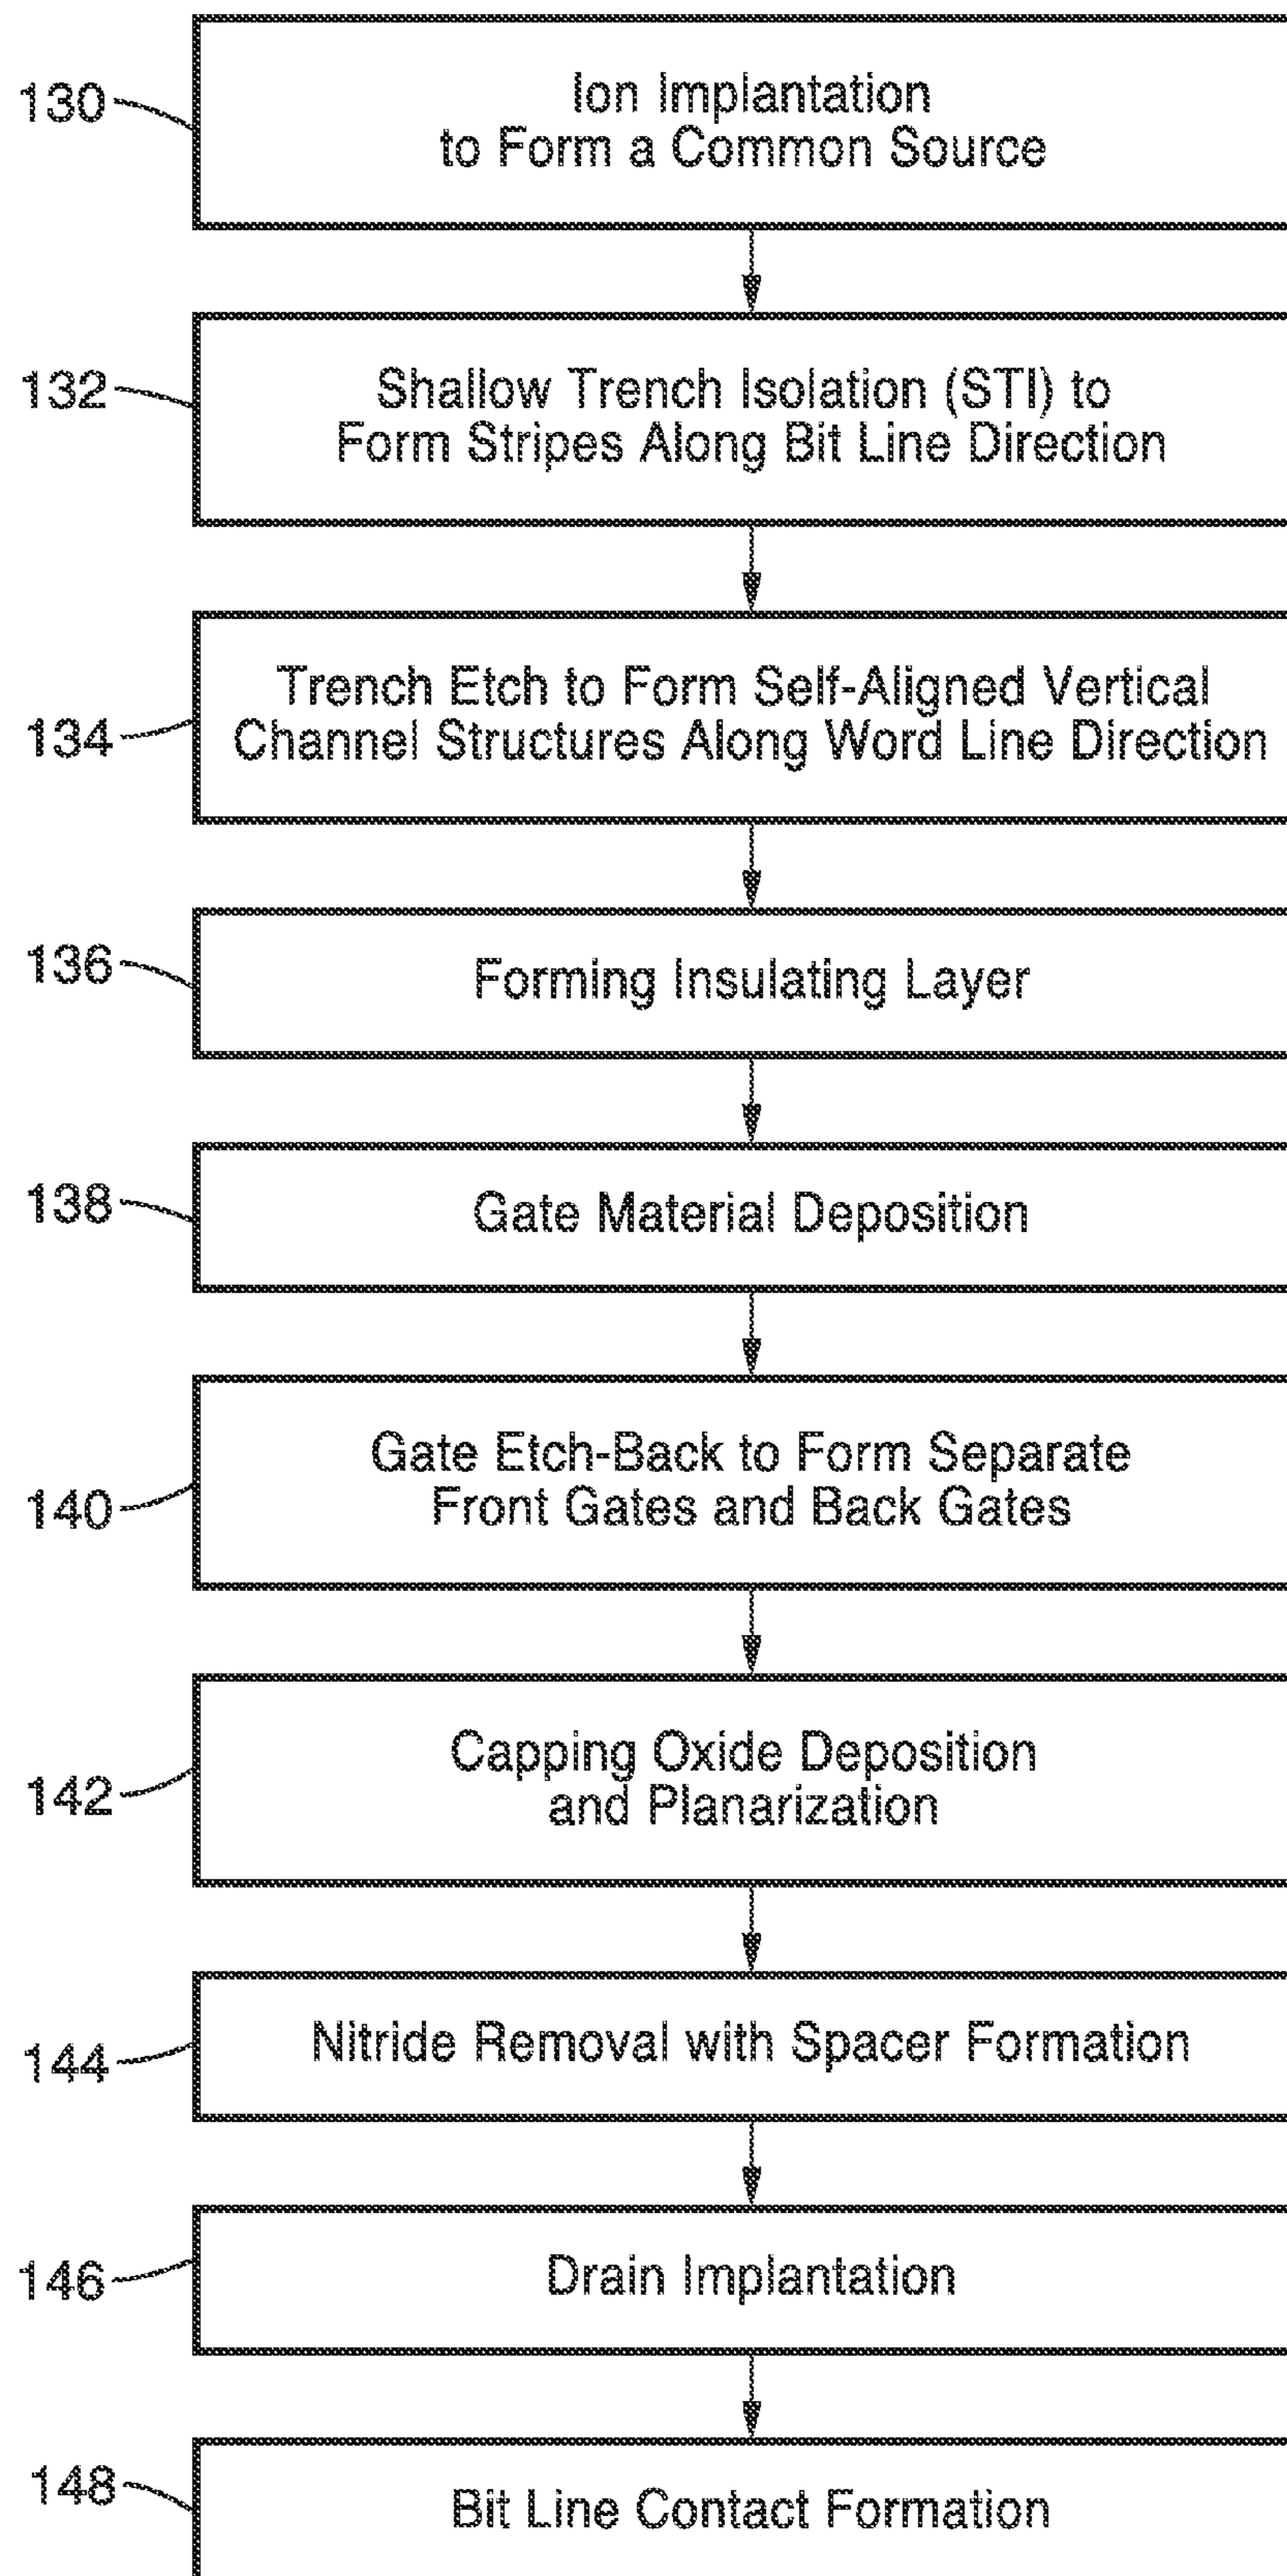 130
Ion Implantation
to Form a Common Source
132
Shallow Trench Isolation (STI) to
Form Stripes Along Bit Line Direction
134
Trench Etch to Form Self-Aligned Vertical
Channel Structures Along Word Line Direction
136
Forming Insulating Layer
138
Gate Material Deposition
140
Gate Etch-Back to Form Separate
Front Gates and Back Gates
142
Capping Oxide Deposition
and Planarization
144
Nitride Removal with Spacer Formation
146
Drain Implantation
148
Bit Line Contact Formation